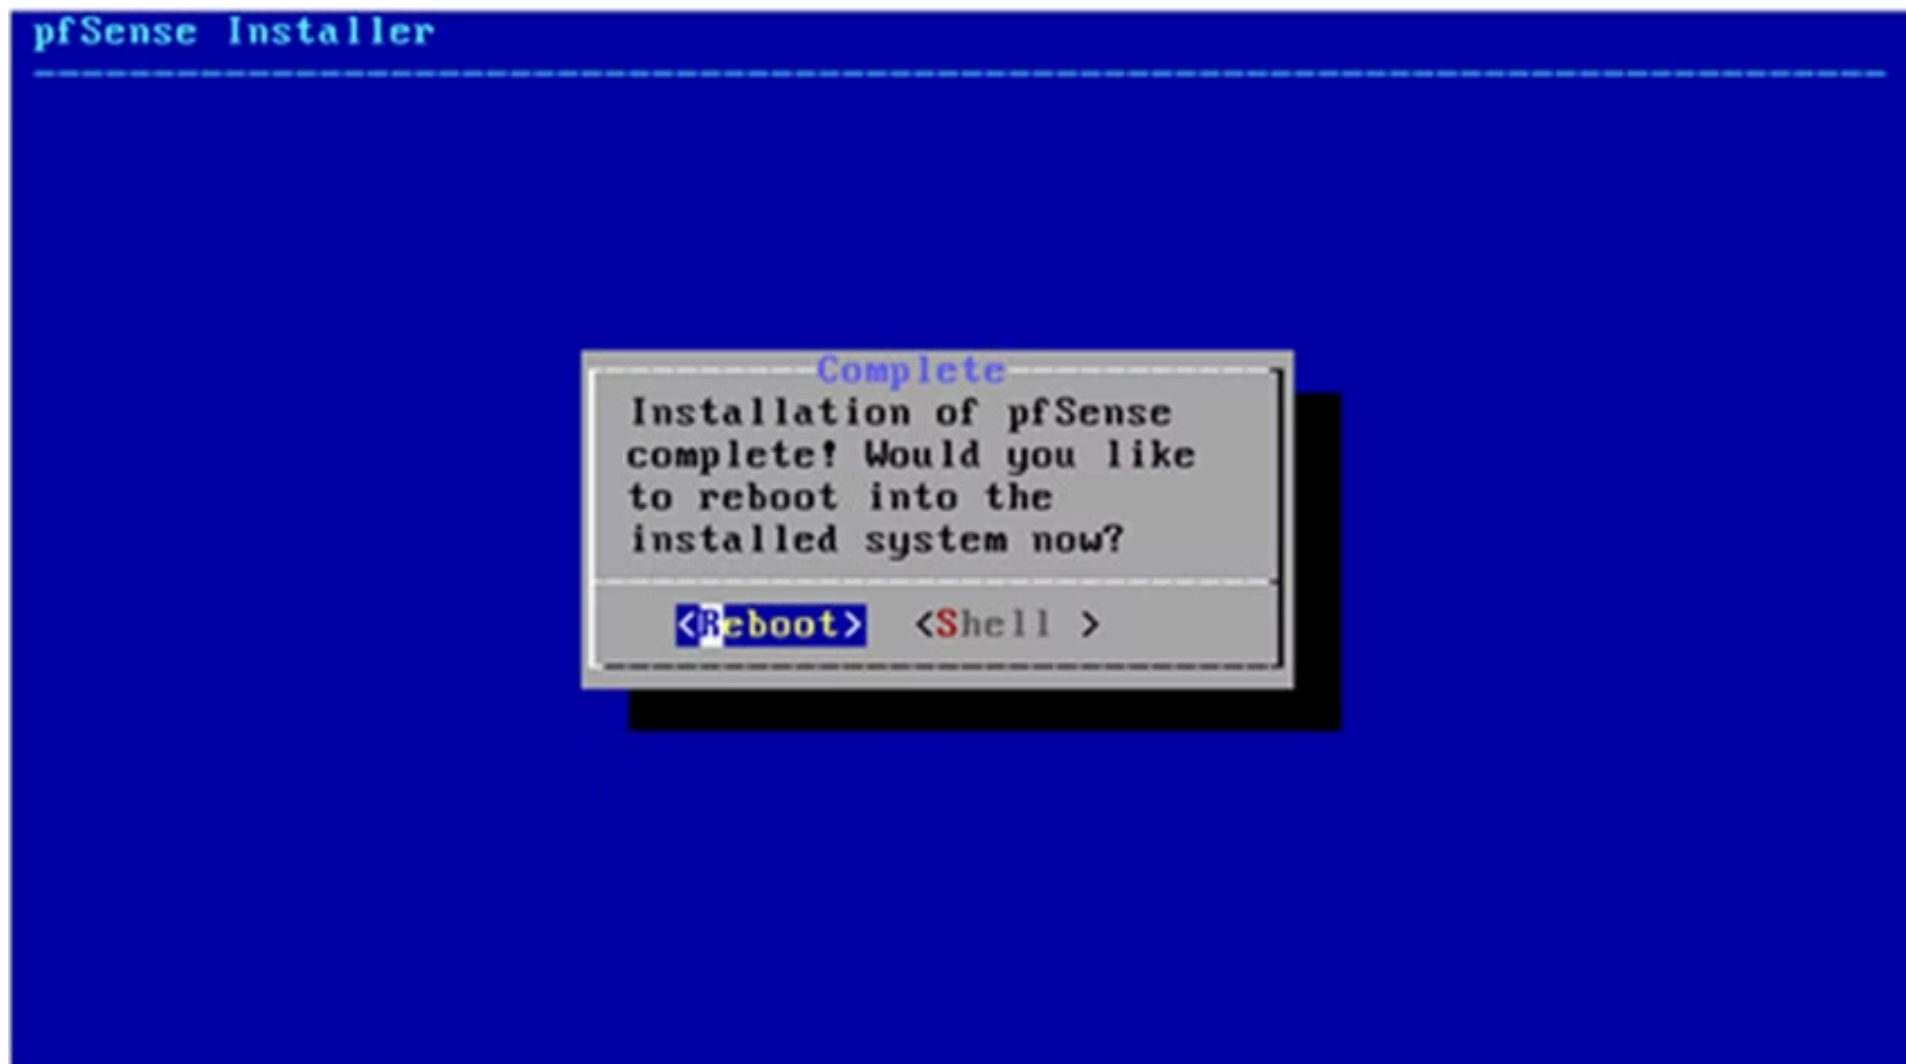 pfSense Installer
Complete
Installation of pfSense
complete! Would you like
to reboot into the
installed system now?
<Reboot> <Shell >